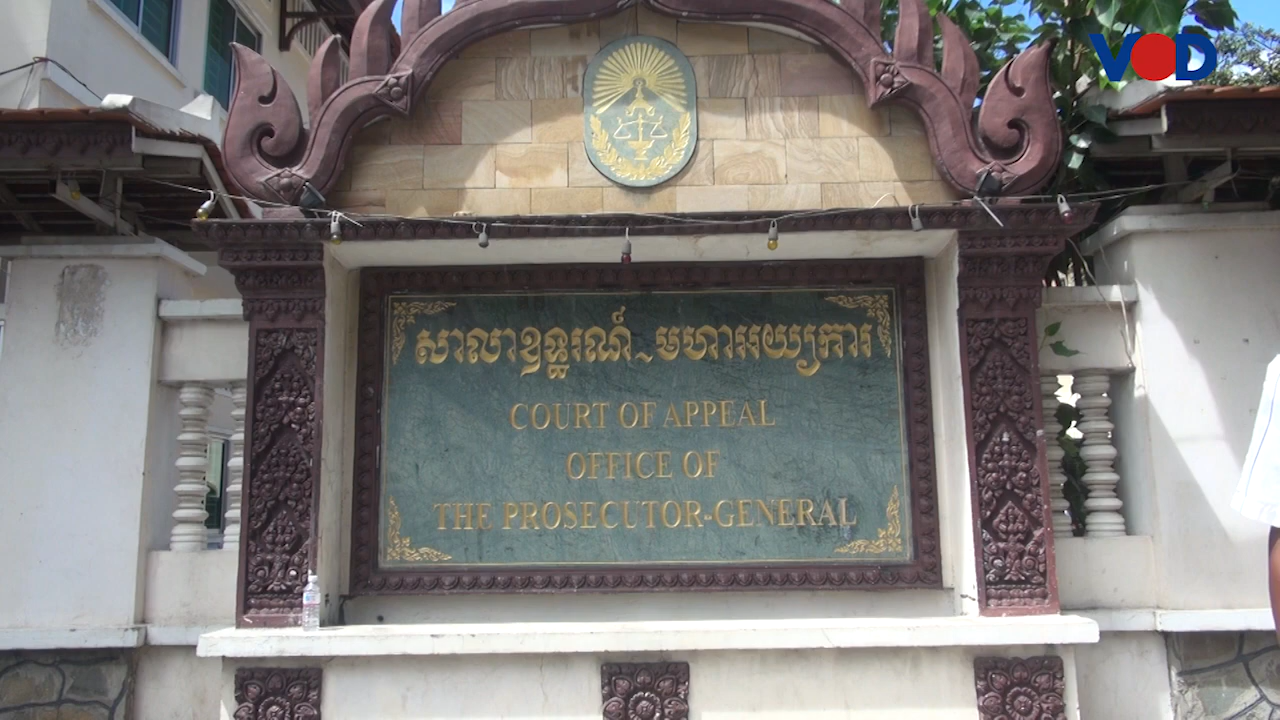 VOD
សាលាឧទ្ធរណ៍ ~ មហាអយ្យការ
COURT OF APPEAL
OFFICE OF
THE PROSECUTOR-GENERAL